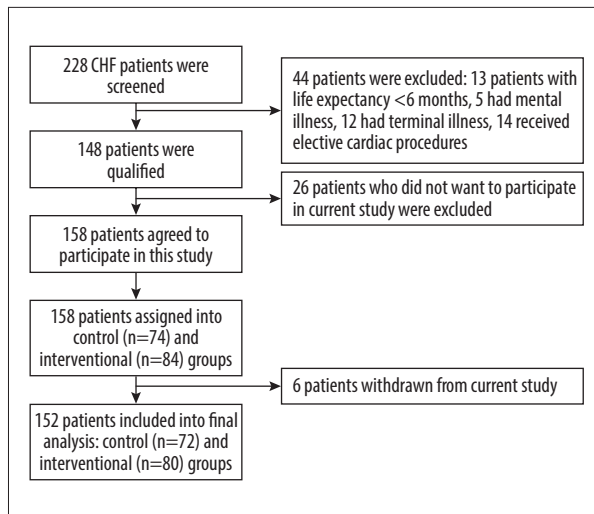 228 CHF patients were
screened
44 patients were excluded: 13 patients with
life expectancy <6 months, 5 had mental
illness, 12 had terminal illness, 14 received
elective cardiac procedures
148 patients were
qualified
26 patients who did not want to participate
in current study were excluded
158 patients agreed to
participate in this study
158 patients assigned into
control (n=74) and
interventional (n=84) groups
6 patients withdrawn from current study
152 patients included into final
analysis: control (n=72) and
interventional (n=80) groups